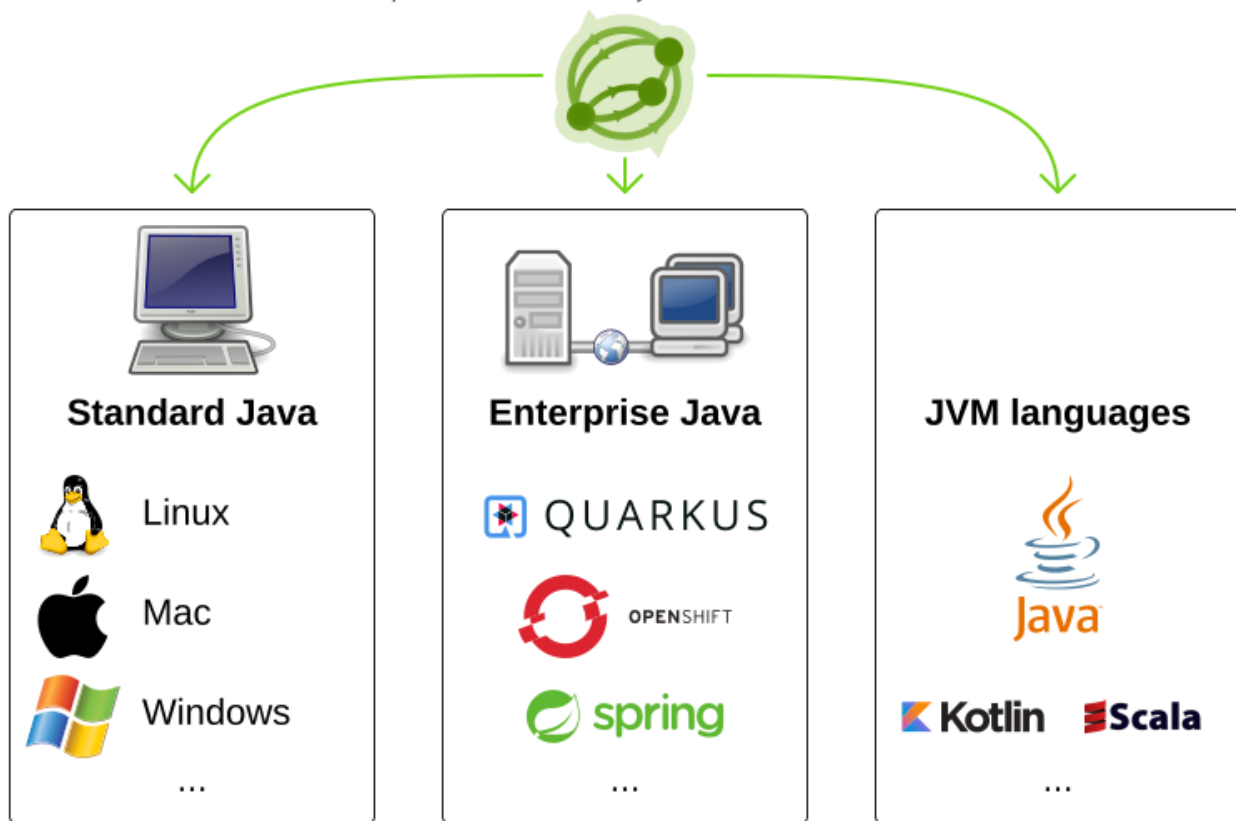 Standard Java
Linux
Mac
Windows
...
Enterprise Java
QUARKUS
OPENSHIFT
spring
...
JVM languages
Java
Kotlin
Scala
...